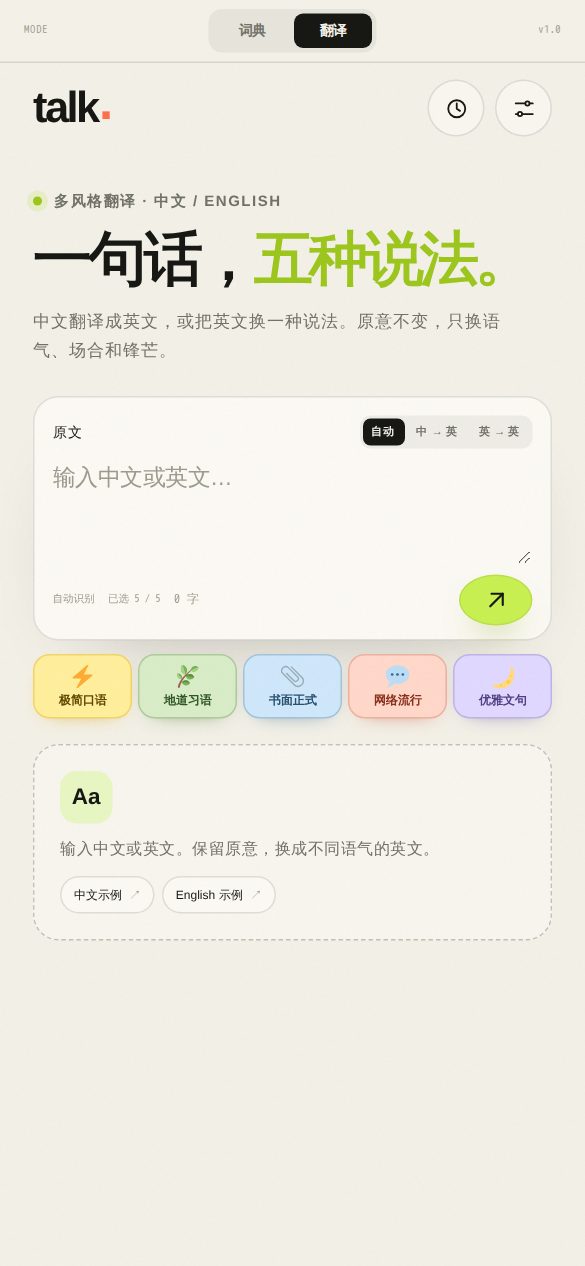 MODE
词典
翻译
v1.0
talk.
多风格翻译 · 中文 / ENGLISH
一句话，五种说法。
中文翻译成英文，或把英文换一种说法。原意不变，只换语
气、场合和锋芒。
原文
自动
中 → 英
英 → 英
输入中文或英文…
自动识别
已选 5 / 5
0 字
极简口语
地道习语
书面正式
网络流行
优雅文句
Aa
输入中文或英文。保留原意，换成不同语气的英文。
中文示例 ↗
English 示例 ↗